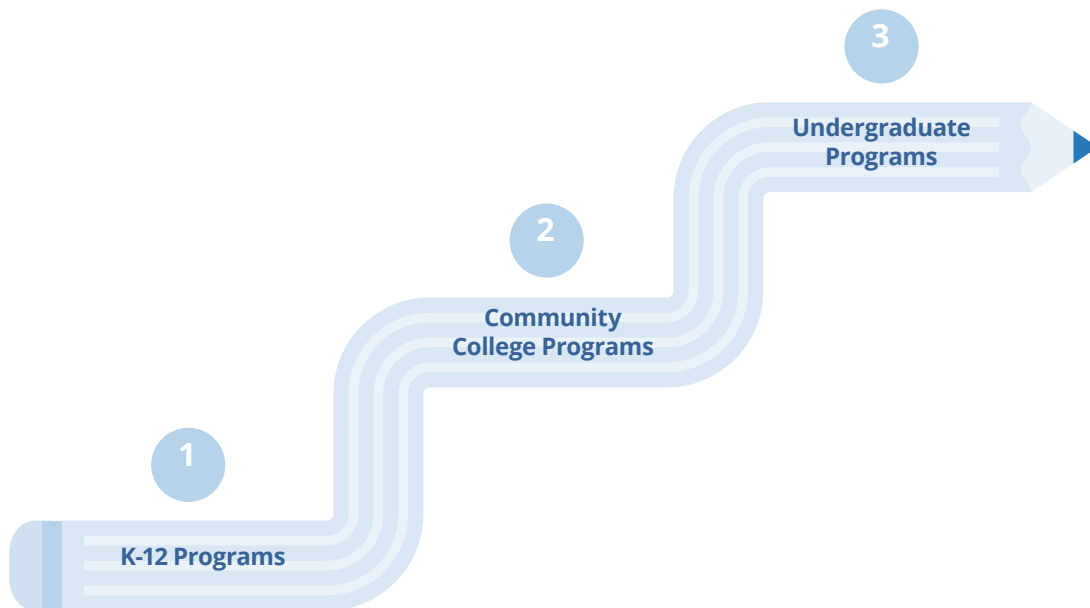 3
Undergraduate
Programs
2
Community
College Programs
1
K-12 Programs